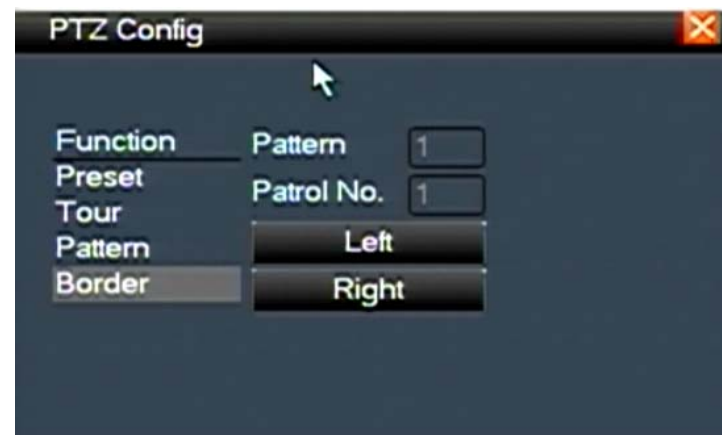 PTZ Config
Function
Preset
Tour
Pattern
Border
Pattern 1
Patrol No. 1
Left
Right